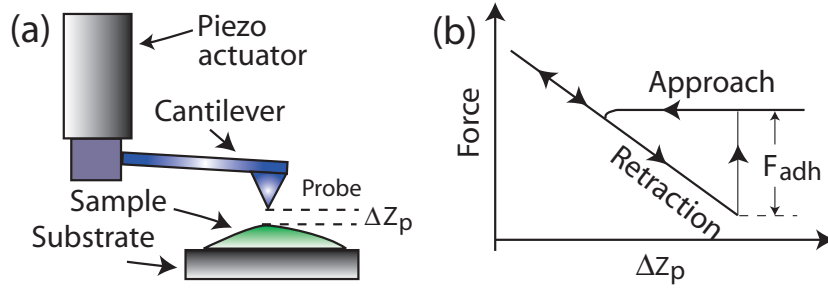 (a)
Piezo
actuator
Cantilever
Probe
Sample
ΔZp
Substrate
(b)
Force
Approach
Retraction
Fadh
ΔZp